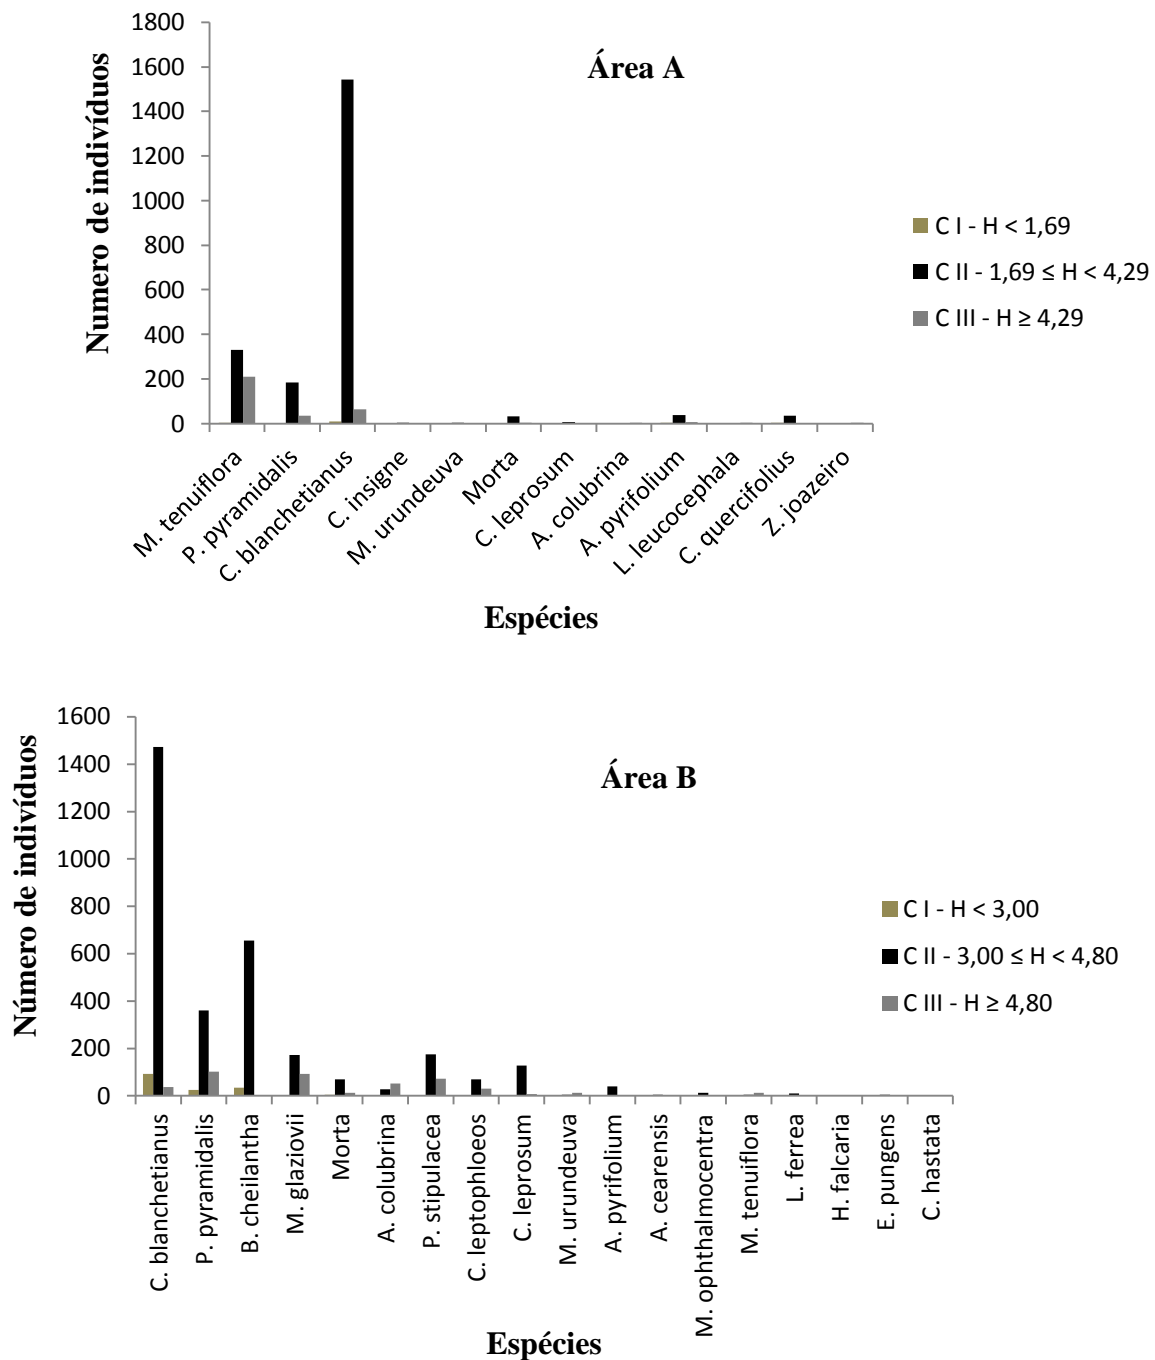 Área A
Numero de indivíduos
1800
1600
1400
1200
1000
800
600
400
200
0
M. tenuiflora
P. pyramidalis
C. blanchetianus
C. insigne
M. urundeuva
Morta
C. leprosum
A. colubrina
A. pyrifolium
L. leucocephala
C. quercifolius
Z. joazeiro
Espécies
C I - H < 1,69
C II - 1,69 ≤ H < 4,29
C III - H ≥ 4,29
Área B
Número de indivíduos
1600
1400
1200
1000
800
600
400
200
0
C. blanchetianus
P. pyramidalis
B. cheilantha
M. glaziovii
Morta
A. colubrina
P. stipulacea
C. leptophloeos
C. leprosum
M. urundeuva
A. pyrifolium
A. cearensis
M. ophthalmocentra
M. tenuiflora
L. ferrea
H. falcaria
E. pungens
C. hastata
Espécies
C I - H < 3,00
C II - 3,00 ≤ H < 4,80
C III - H ≥ 4,80